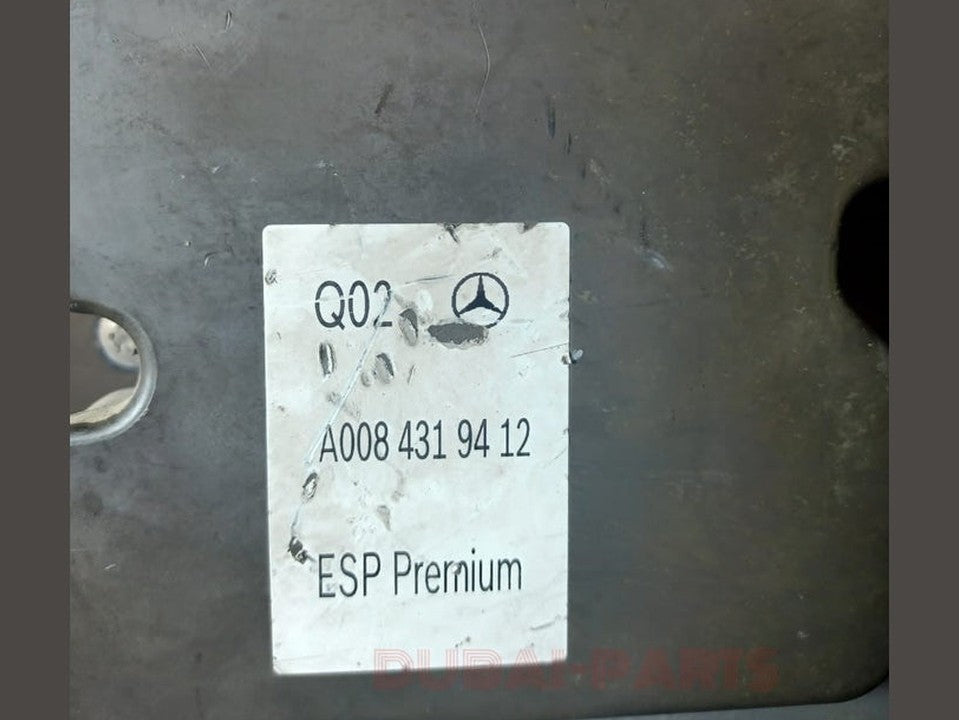 Q02
A008 431 94 12
ESP Premium
DUBAI-PARTS